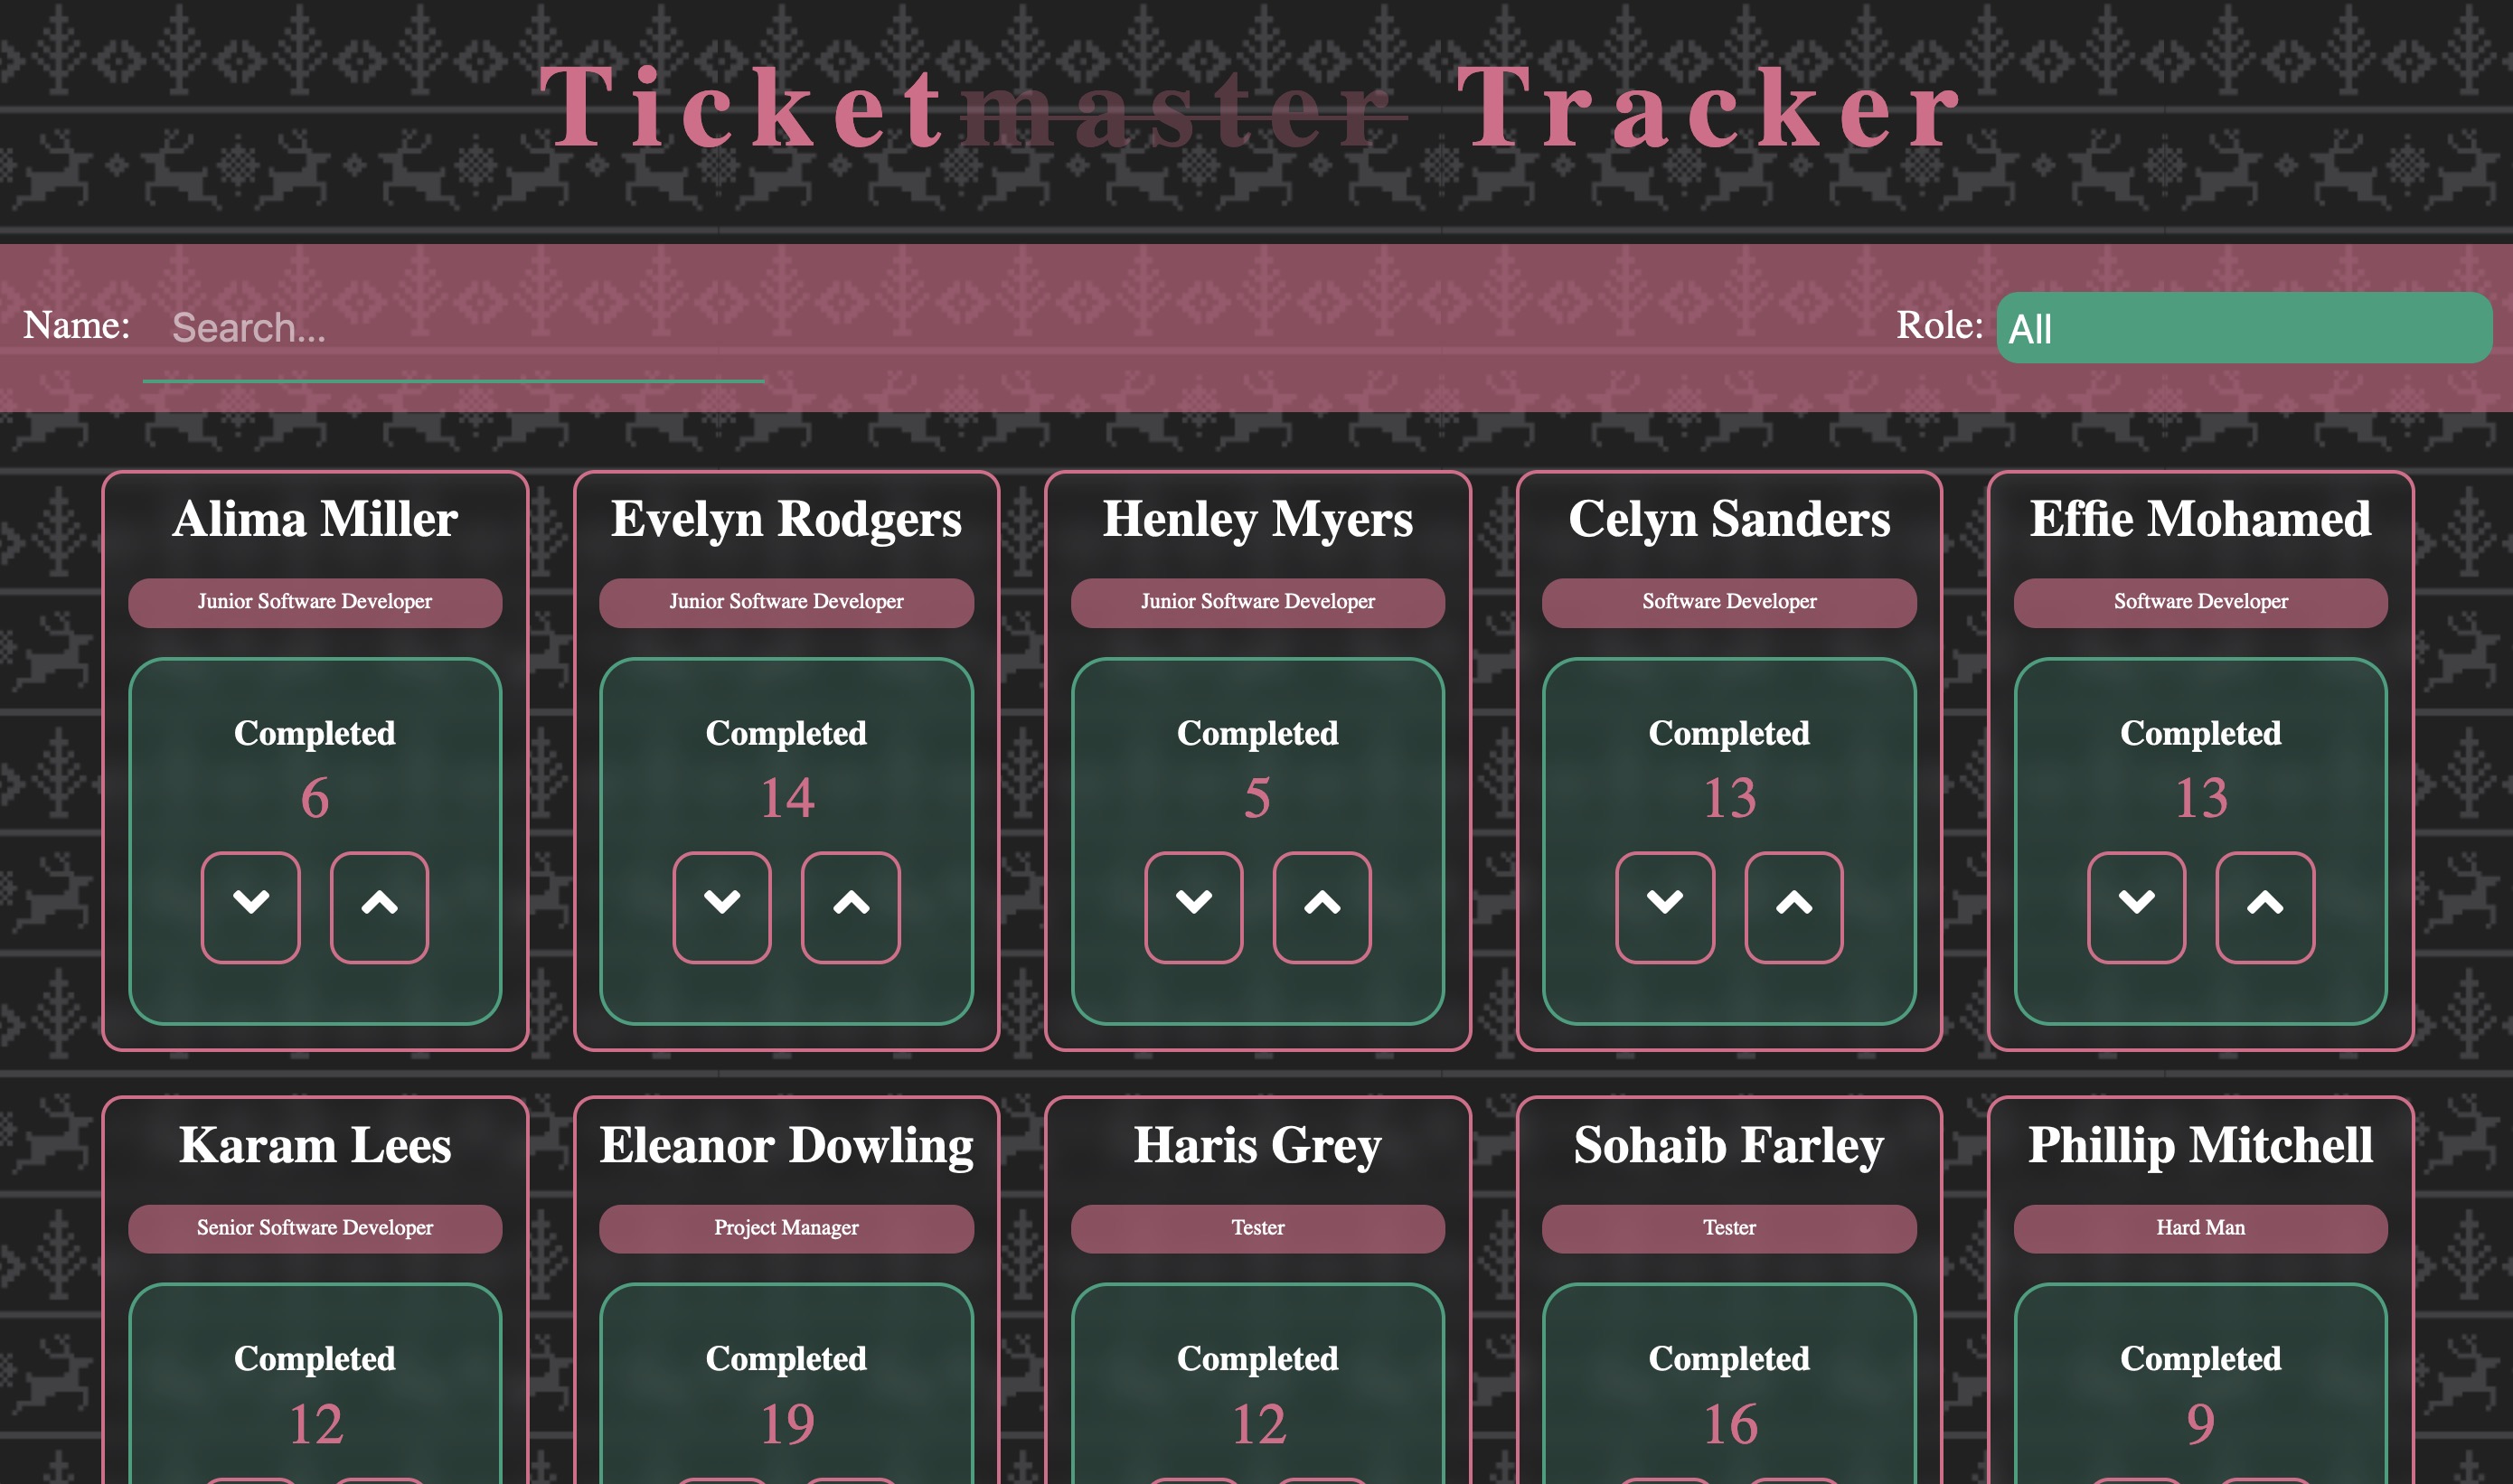 Ticketmaster Tracker
Name: Search... Role: All
Alima Miller Evelyn Rodgers Henley Myers Celyn Sanders Effie Mohamed
Junior Software Developer Junior Software Developer Junior Software Developer Software Developer Software Developer
Completed Completed Completed Completed Completed
6 14 5 13 13
Karam Lees Eleanor Dowling Haris Grey Sohaib Farley Phillip Mitchell
Senior Software Developer Project Manager Tester Tester Hard Man
Completed Completed Completed Completed Completed
12 19 12 16 9